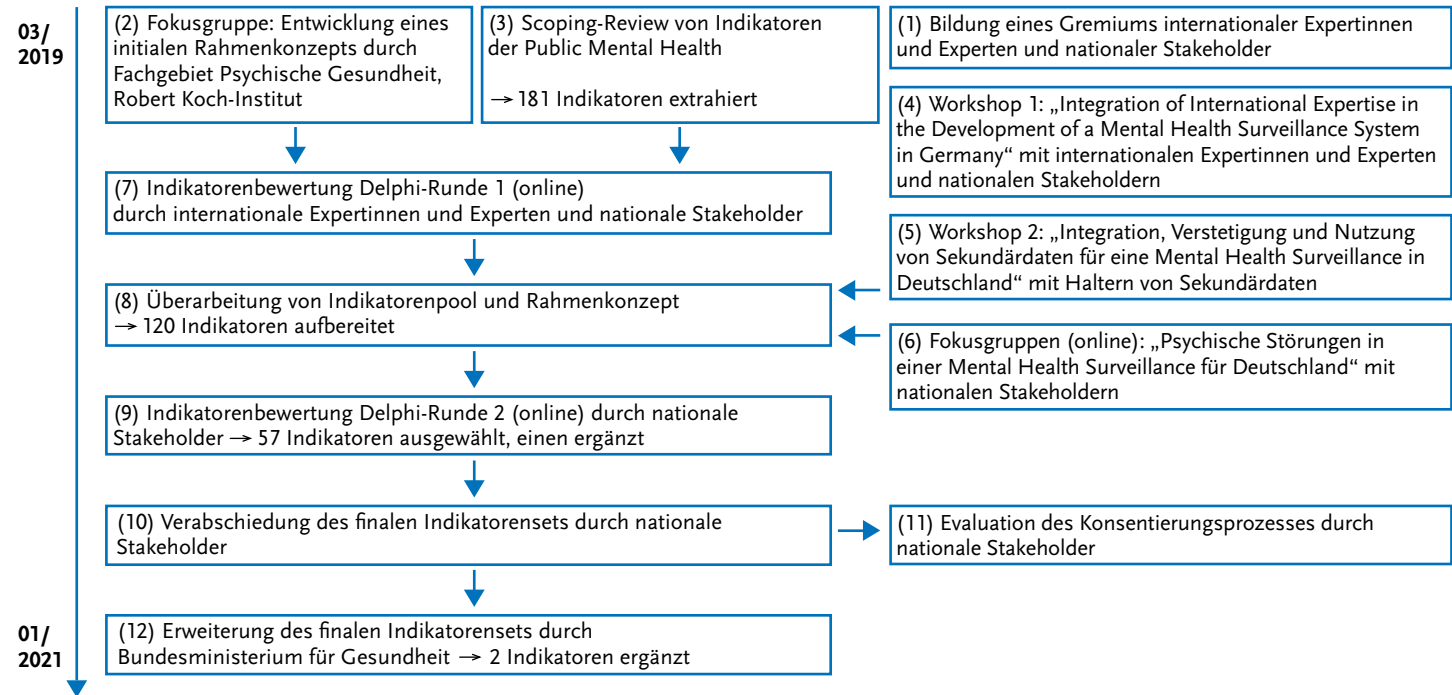 03/
2019
(2) Fokusgruppe: Entwicklung eines
initialen Rahmenkonzepts durch
Fachgebiet Psychische Gesundheit,
Robert Koch-Institut
(3) Scoping-Review von Indikatoren
der Public Mental Health
→ 181 Indikatoren extrahiert
(1) Bildung eines Gremiums internationaler Expertinnen
und Experten und nationaler Stakeholder
(4) Workshop 1: „Integration of International Expertise in
the Development of a Mental Health Surveillance System
in Germany“ mit internationalen Expertinnen und Experten
und nationalen Stakeholdern
(7) Indikatorenbewertung Delphi-Runde 1 (online)
durch internationale Expertinnen und Experten und nationale Stakeholder
(5) Workshop 2: „Integration, Verstetigung und Nutzung
von Sekundärdaten für eine Mental Health Surveillance in
Deutschland“ mit Haltern von Sekundärdaten
(8) Überarbeitung von Indikatorenpool und Rahmenkonzept
→ 120 Indikatoren aufbereitet
(6) Fokusgruppen (online): „Psychische Störungen in
einer Mental Health Surveillance für Deutschland“ mit
nationalen Stakeholdern
(9) Indikatorenbewertung Delphi-Runde 2 (online) durch nationale
Stakeholder → 57 Indikatoren ausgewählt, einen ergänzt
(10) Verabschiedung des finalen Indikatorensets durch nationale
Stakeholder
(11) Evaluation des Konsentierungsprozesses durch
nationale Stakeholder
(12) Erweiterung des finalen Indikatorensets durch
Bundesministerium für Gesundheit → 2 Indikatoren ergänzt
01/
2021